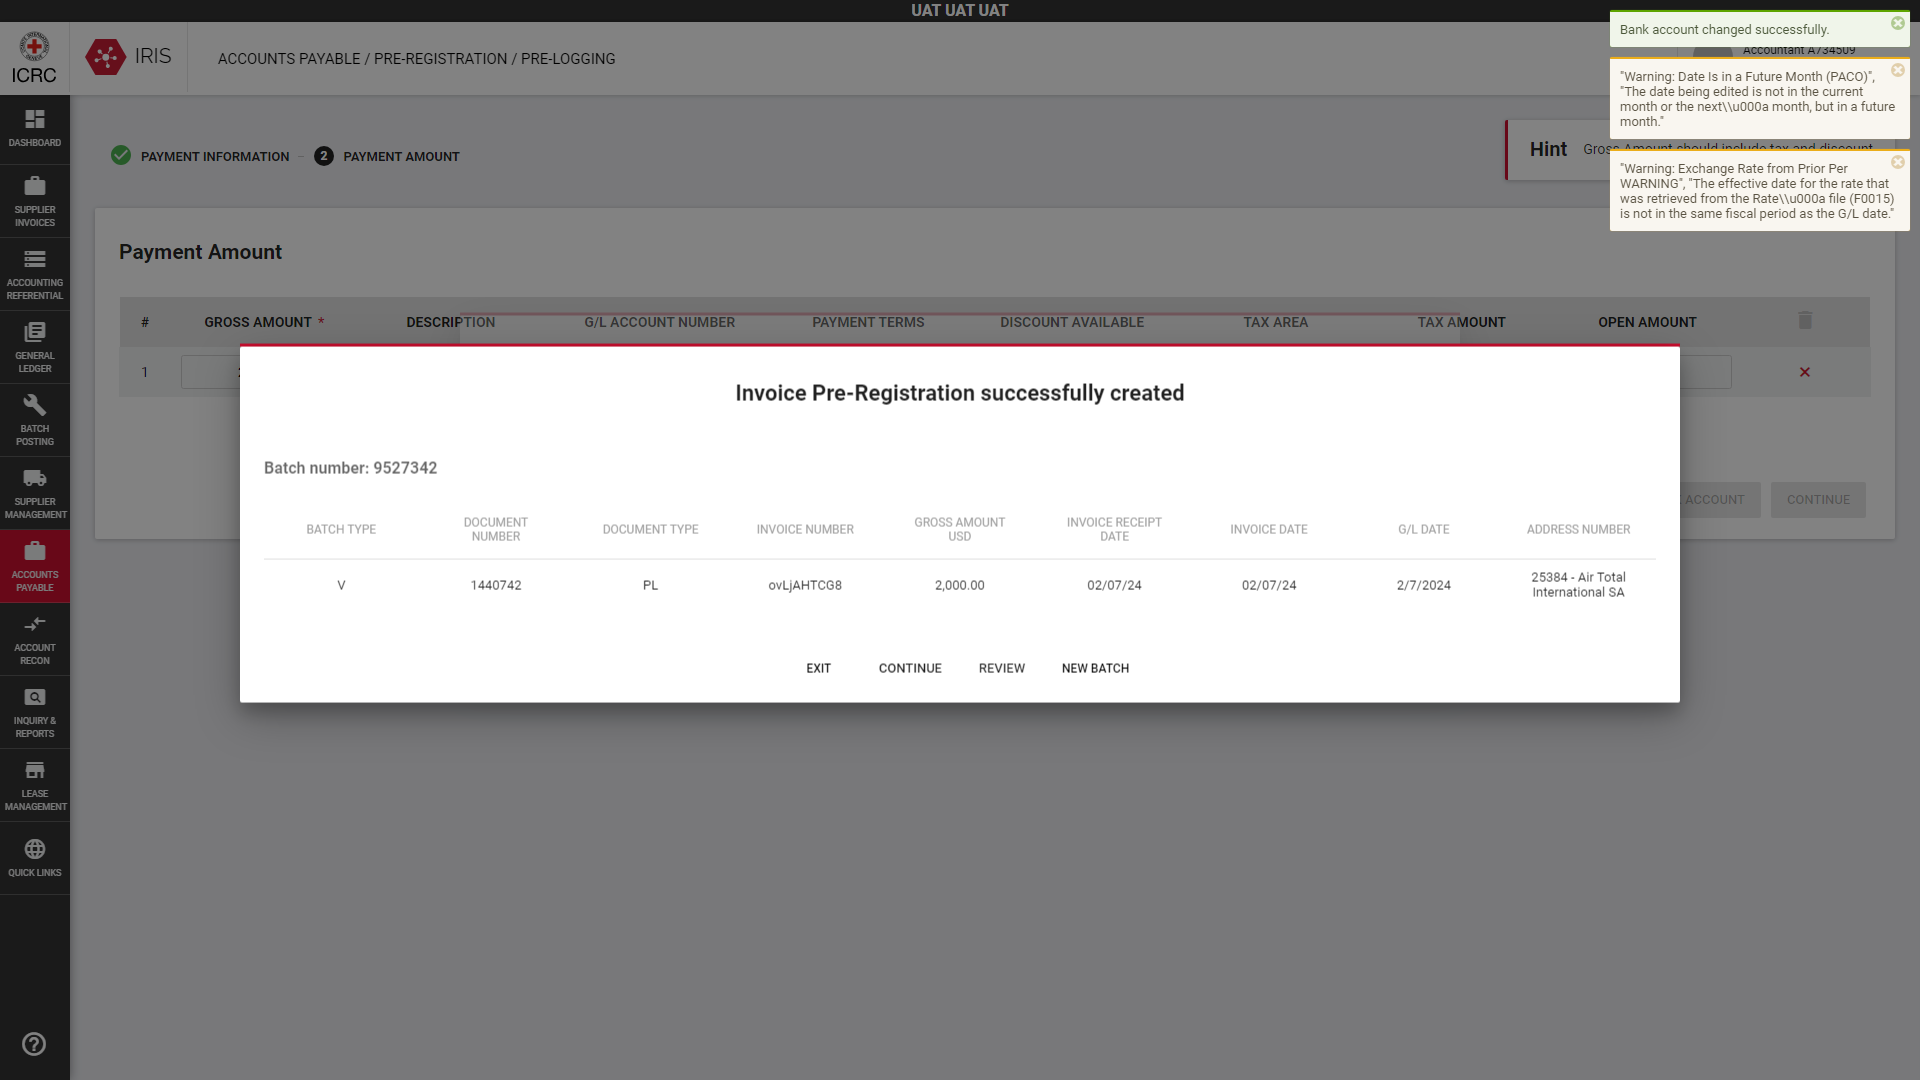 UAT UAT UAT
ICRC
IRIS
ACCOUNTS PAYABLE / PRE-REGISTRATION / PRE-LOGGING
Accountant A734509
Bank account changed successfully.
"Warning: Date Is in a Future Month (PACO)",
"The date being edited is not in the current
month or the next\\u000a month, but in a future
month."
"Warning: Exchange Rate from Prior Per
WARNING", "The effective date for the rate that
was retrieved from the Rate\\u000a file (F0015)
is not in the same fiscal period as the G/L date."
DASHBOARD
SUPPLIER
INVOICES
ACCOUNTING
REFERENTIAL
GENERAL
LEDGER
BATCH
POSTING
SUPPLIER
MANAGEMENT
ACCOUNTS
PAYABLE
ACCOUNT
RECON
INQUIRY &
REPORTS
LEASE
MANAGEMENT
QUICK LINKS
PAYMENT INFORMATION
2 PAYMENT AMOUNT
Hint Gross Amount should include tax and discount
Payment Amount
# GROSS AMOUNT * DESCRIPTION G/L ACCOUNT NUMBER PAYMENT TERMS DISCOUNT AVAILABLE TAX AREA TAX AMOUNT OPEN AMOUNT
1
ACCOUNT CONTINUE
Invoice Pre-Registration successfully created
Batch number: 9527342
BATCH TYPE DOCUMENT NUMBER DOCUMENT TYPE INVOICE NUMBER GROSS AMOUNT USD INVOICE RECEIPT DATE INVOICE DATE G/L DATE ADDRESS NUMBER
V 1440742 PL ovLjAHTCG8 2,000.00 02/07/24 02/07/24 2/7/2024 25384 - Air Total International SA
EXIT CONTINUE REVIEW NEW BATCH